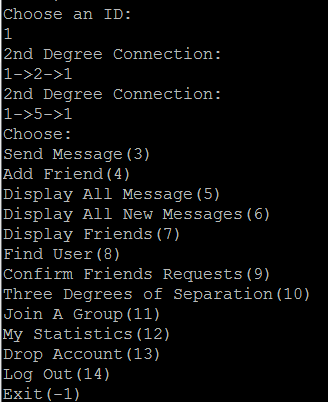 Choose an ID:
1
2nd Degree Connection:
1->2->1
2nd Degree Connection:
1->5->1
Choose:
Send Message(3)
Add Friend(4)
Display All Message(5)
Display All New Messages(6)
Display Friends(7)
Find User(8)
Confirm Friends Requests(9)
Three Degrees of Separation(10)
Join A Group(11)
My Statistics(12)
Drop Account(13)
Log Out(14)
Exit(-1)